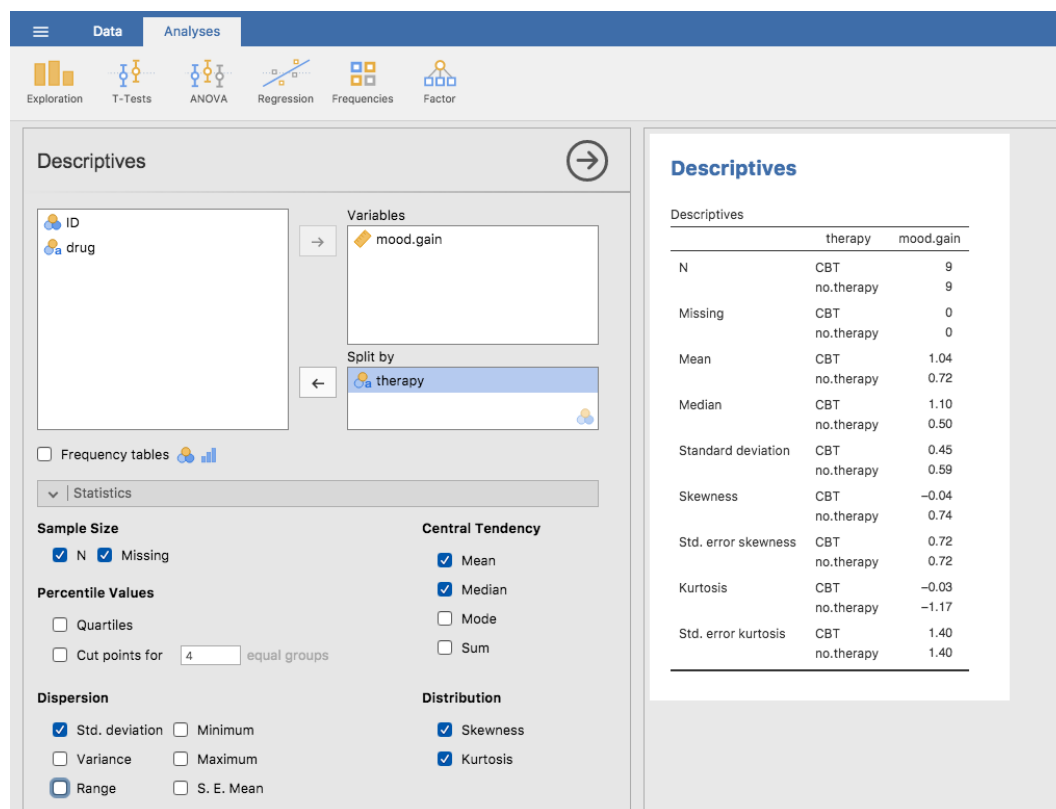 Data Analyses
Exploration T-Tests ANOVA Regression Frequencies Factor
Descriptives
ID
a drug
Variables
mood.gain
Split by
a therapy
Frequency tables
Statistics
Sample Size
N Missing
Percentile Values
Quartiles
Cut points for 4 equal groups
Dispersion
Std. deviation Minimum
Variance Maximum
Range S. E. Mean
Central Tendency
Mean
Median
Mode
Sum
Distribution
Skewness
Kurtosis
Descriptives
Descriptives
therapy mood.gain
N CBT 9
no.therapy 9
Missing CBT 0
no.therapy 0
Mean CBT 1.04
no.therapy 0.72
Median CBT 1.10
no.therapy 0.50
Standard deviation CBT 0.45
no.therapy 0.59
Skewness CBT −0.04
no.therapy 0.74
Std. error skewness CBT 0.72
no.therapy 0.72
Kurtosis CBT −0.03
no.therapy −1.17
Std. error kurtosis CBT 1.40
no.therapy 1.40